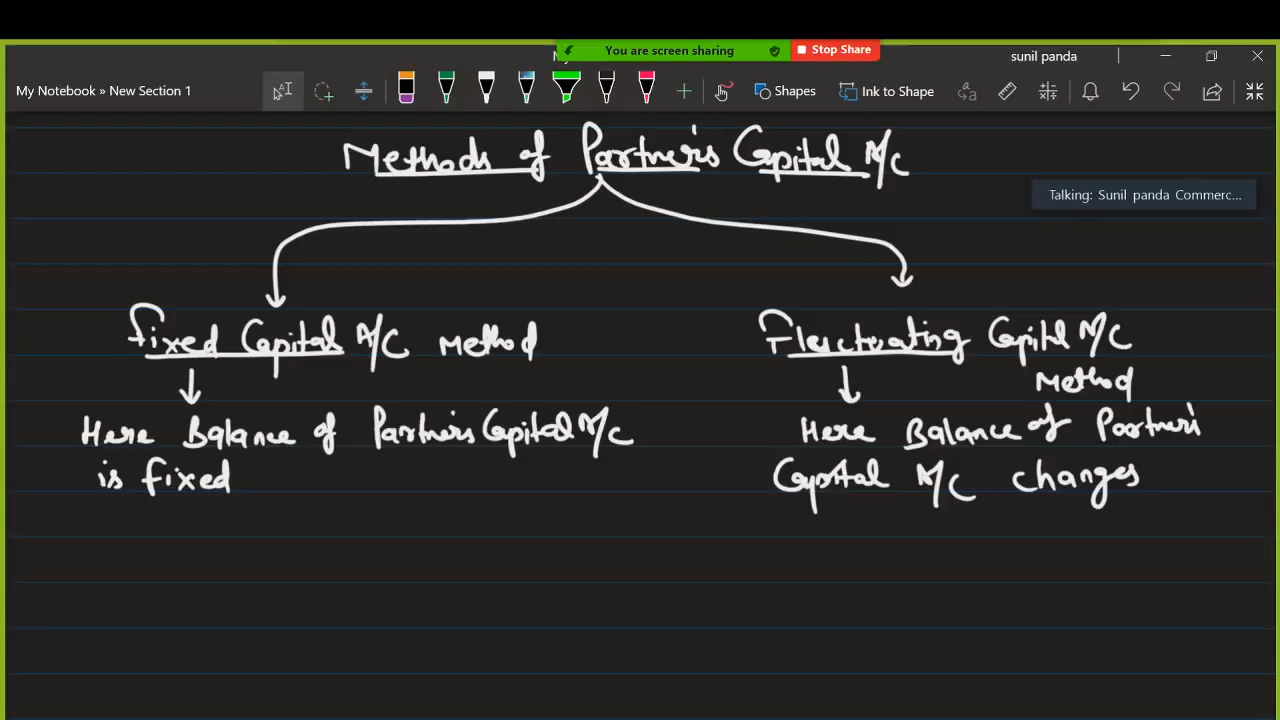 You are screen sharing
Stop Share
sunil panda
My Notebook » New Section 1
Shapes
Ink to Shape
Methods of Partner's Capital A/C
Talking: Sunil panda Commerc...
Fixed Capital A/C Method
Fluctuating Capital A/C
Method
Here Balance of Partner's Capital A/C
is fixed
Here Balance of Partner's
Capital A/C changes